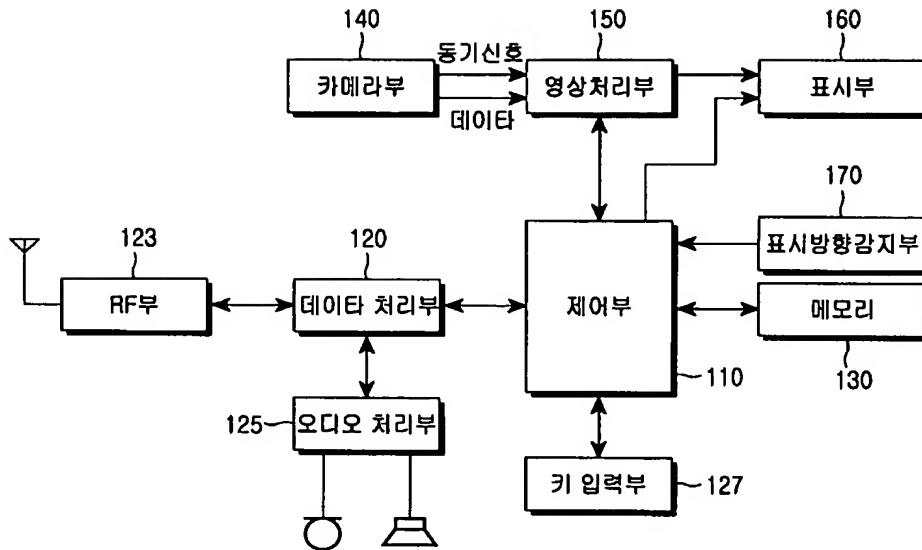 140
150
160
동기신호
카메라부
영상처리부
표시부
데이타
170
123
120
표시방향감지부
RF부
데이타 처리부
제어부
메모리
110
130
125
오디오 처리부
키 입력부
127